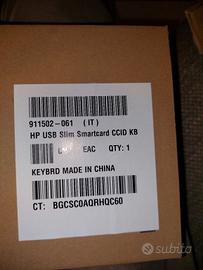 911502-061 (IT)
HP USB Slim Smartcard CCID KB
EAC QTY: 1
KEYBRD MADE IN CHINA
CT: BGCSC0AQRHQC60
subito